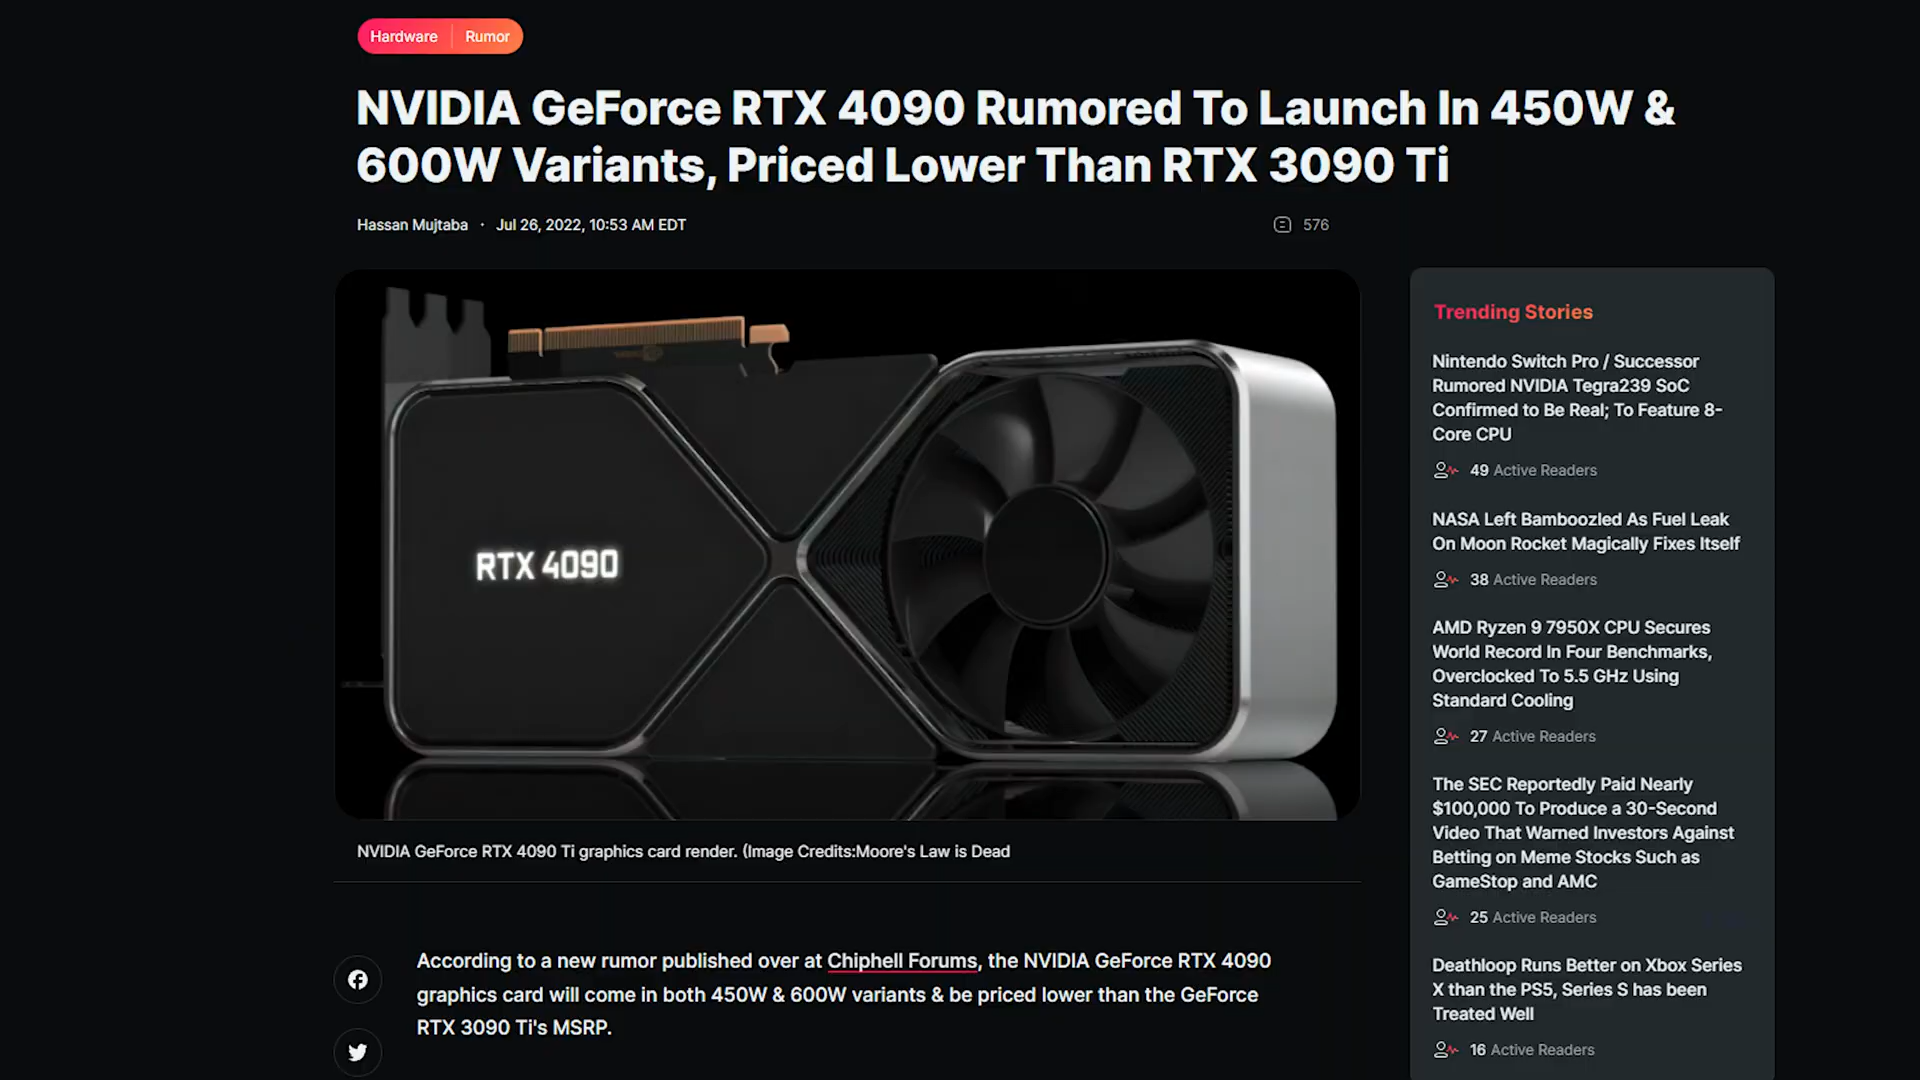 Hardware Rumor
NVIDIA GeForce RTX 4090 Rumored To Launch In 450W &
600W Variants, Priced Lower Than RTX 3090 Ti
Hassan Mujtaba · Jul 26, 2022, 10:53 AM EDT
576
RTX 4090
NVIDIA GeForce RTX 4090 Ti graphics card render. (Image Credits:Moore's Law is Dead
According to a new rumor published over at Chiphell Forums, the NVIDIA GeForce RTX 4090
graphics card will come in both 450W & 600W variants & be priced lower than the GeForce
RTX 3090 Ti's MSRP.
Trending Stories
Nintendo Switch Pro / Successor
Rumored NVIDIA Tegra239 SoC
Confirmed to Be Real; To Feature 8-
Core CPU
49 Active Readers
NASA Left Bamboozled As Fuel Leak
On Moon Rocket Magically Fixes Itself
38 Active Readers
AMD Ryzen 9 7950X CPU Secures
World Record In Four Benchmarks,
Overclocked To 5.5 GHz Using
Standard Cooling
27 Active Readers
The SEC Reportedly Paid Nearly
$100,000 To Produce a 30-Second
Video That Warned Investors Against
Betting on Meme Stocks Such as
GameStop and AMC
25 Active Readers
Deathloop Runs Better on Xbox Series
X than the PS5, Series S has been
Treated Well
16 Active Readers